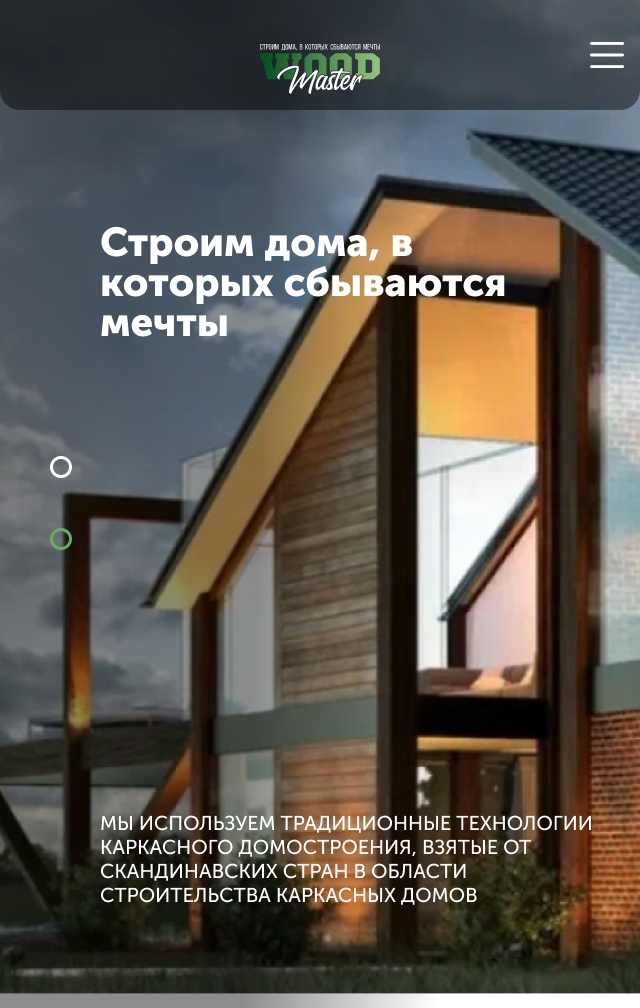 СТРОИМ ДОМА, В КОТОРЫХ СБЫВАЮТСЯ МЕЧТЫ
WOOD
Master
Строим дома, в
которых сбываются
мечты
МЫ ИСПОЛЬЗУЕМ ТРАДИЦИОННЫЕ ТЕХНОЛОГИИ
КАРКАСНОГО ДОМОСТРОЕНИЯ, ВЗЯТЫЕ ОТ
СКАНДИНАВСКИХ СТРАН В ОБЛАСТИ
СТРОИТЕЛЬСТВА КАРКАСНЫХ ДОМОВ